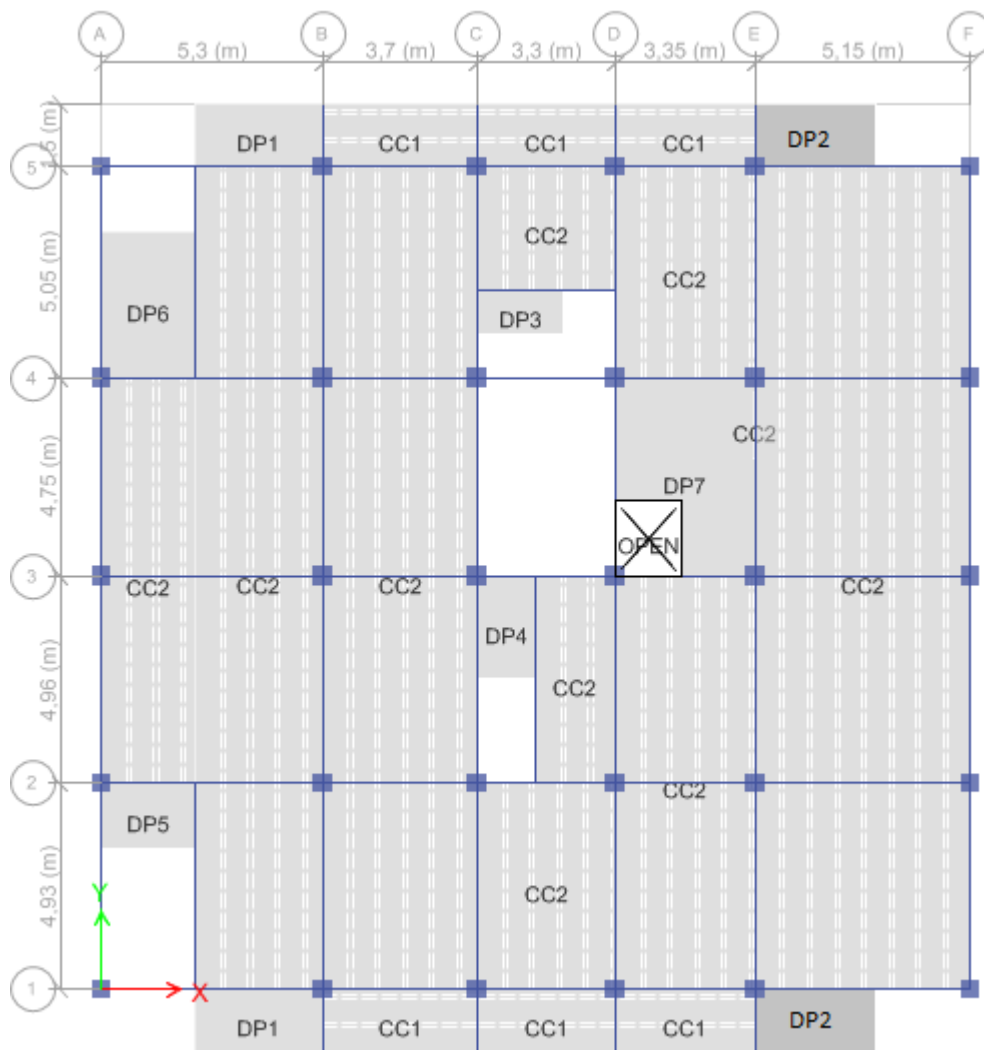 A B C D E F
5,3 (m) 3,7 (m) 3,3 (m) 3,35 (m) 5,15 (m)
DP1 CC1 CC1 CC1 DP2
5
5,05 (m)
CC2
CC2
DP6
DP3
4
4,75 (m)
CC2
DP7
OPEN
3
CC2 CC2 CC2 CC2
DP4
4,96 (m)
CC2
2
CC2
DP5
4,93 (m)
CC2
Y
1
X
DP1 CC1 CC1 CC1 DP2